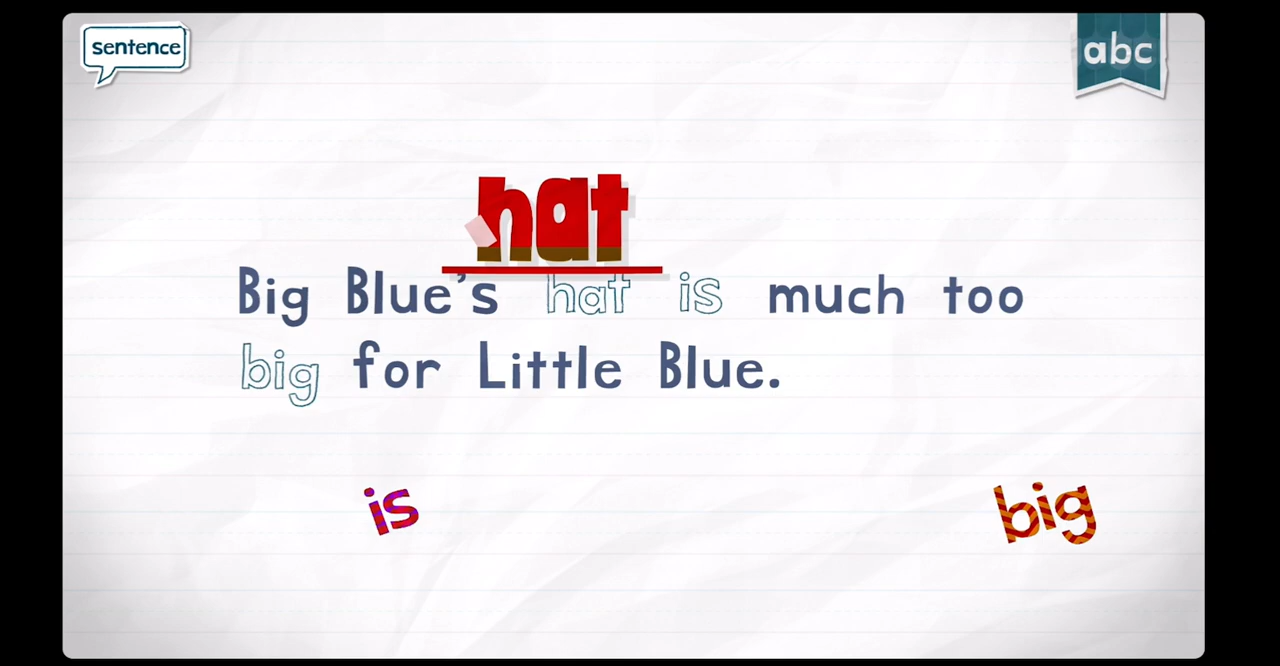 sentence
abc
hat
Big Blue's hat is much too
big for Little Blue.
is
big